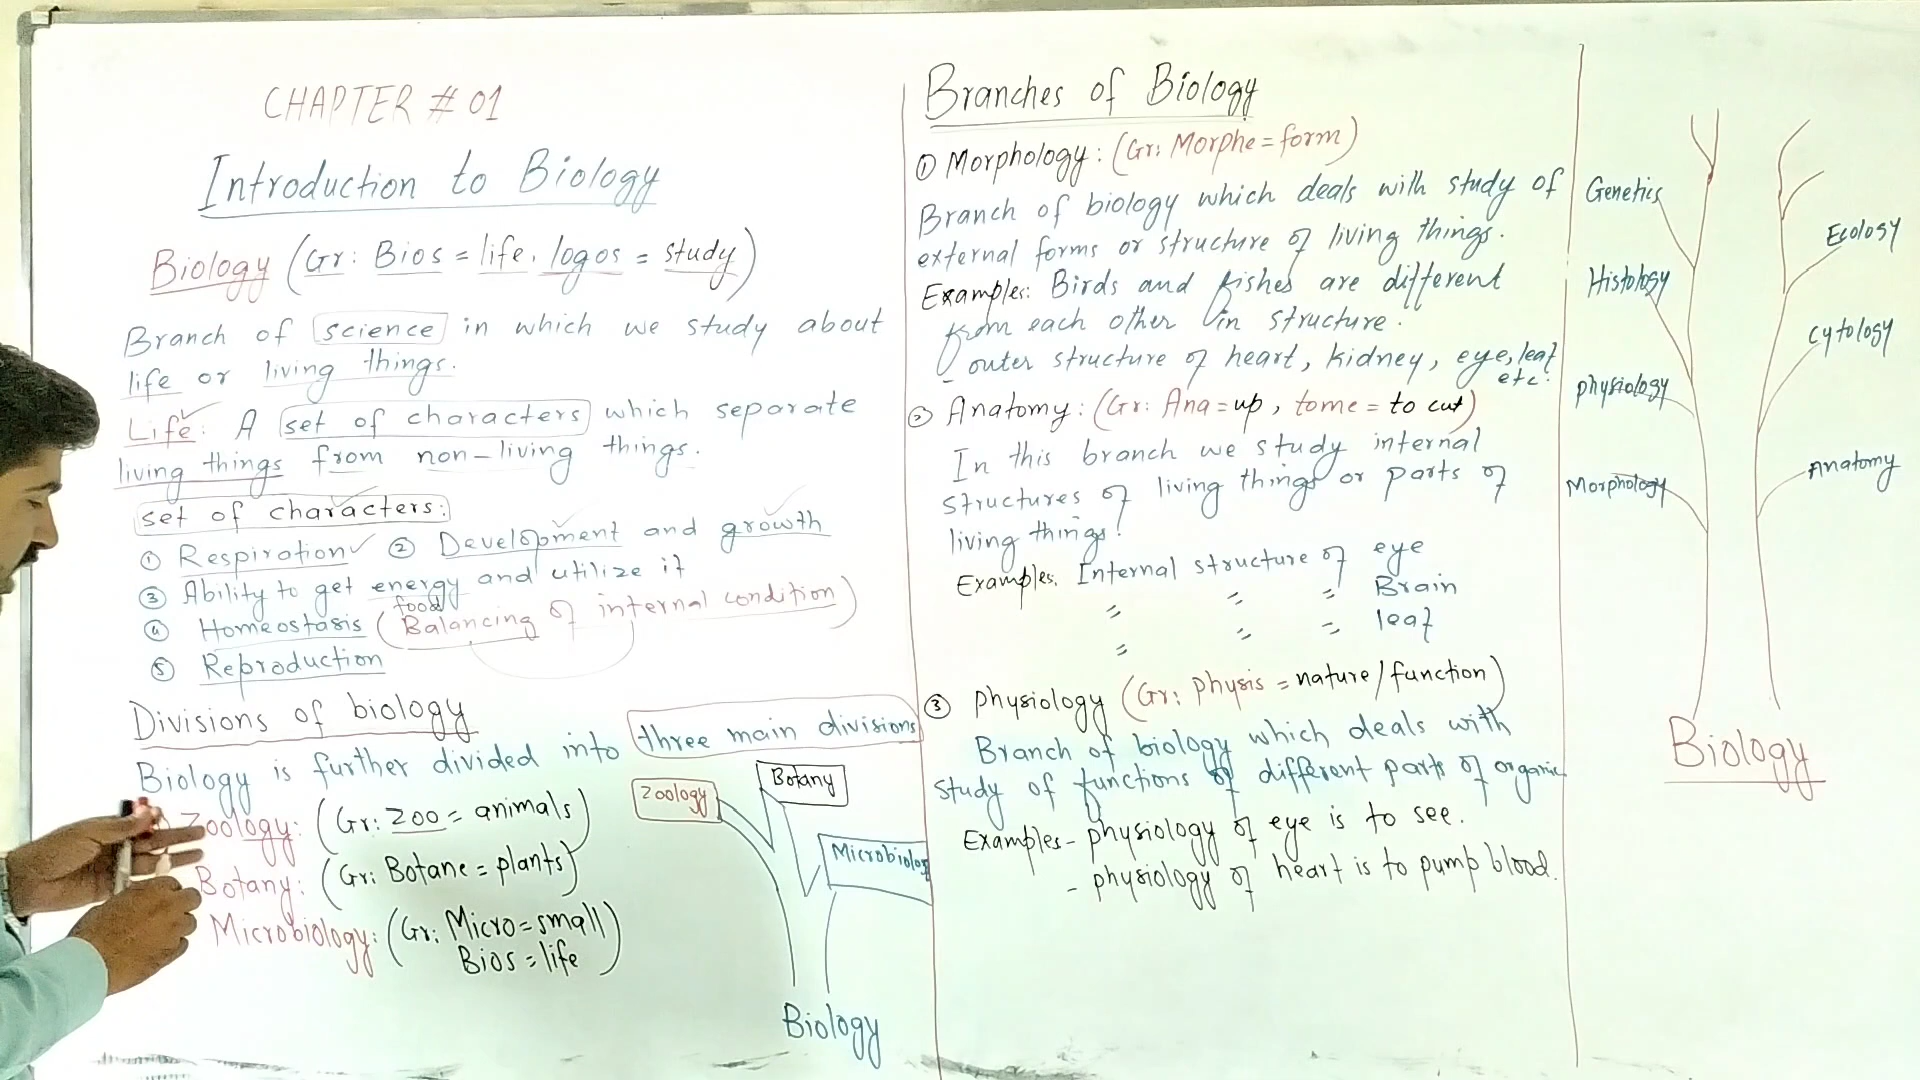 CHAPTER # 01
Introduction to Biology
Biology (Gr: Bios = life, logos = study)
Branch of science in which we study about
life or living things.
Life: A set of characters which separate
living things from non-living things.
set of characters:
① Respiration ② Development and growth
③ Ability to get energy and utilize it
food
④ Homeostasis (Balancing of internal condition)
⑤ Reproduction
Divisions of biology
Biology is further divided into three main divisions
Zoology: (Gr: Zoo = animals)
Botany: (Gr: Botane = plants)
Microbiology: (Gr: Micro = small
Bios = life)
Zoology
Botany
Microbiology
Biology
Branches of Biology
① Morphology: (Gr: Morphe = form)
Branch of biology which deals with study of
external forms or structure of living things.
Examples: Birds and fishes are different
from each other in structure.
- outer structure of heart, kidney, eye, leaf
etc.
② Anatomy: (Gr: Ana = up, tome = to cut)
In this branch we study internal
structures of living things or parts of
living things.
Examples. Internal structure of eye
〃 〃 〃 Brain
〃 〃 〃 leaf
③ Physiology (Gr: physis = nature/function)
Branch of biology which deals with
study of functions of different parts of
Examples - physiology of eye is to see.
- physiology of heart is to pump blood.
Genetics
Histology
Physiology
Morphology
Ecology
Cytology
Anatomy
Biology